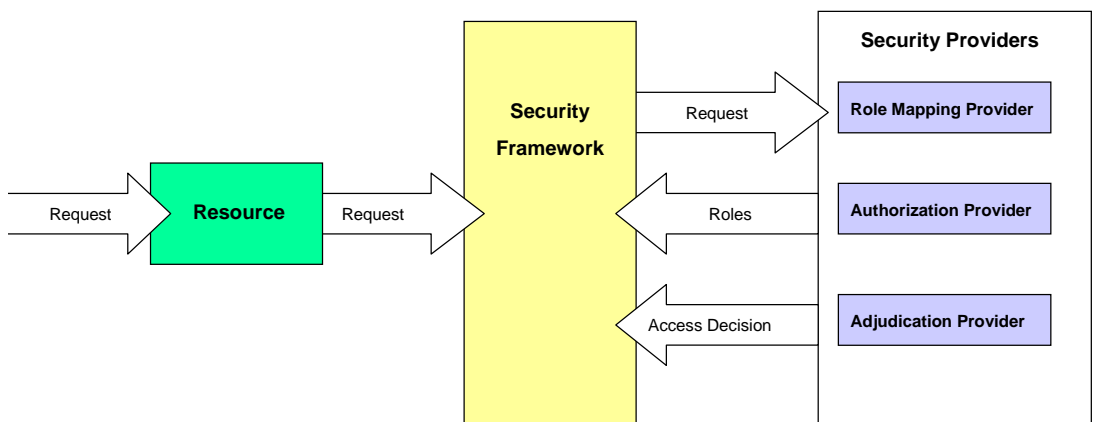 Security Providers
Security
Framework
Request
Role Mapping Provider
Request
Resource
Request
Roles
Authorization Provider
Access Decision
Adjudication Provider